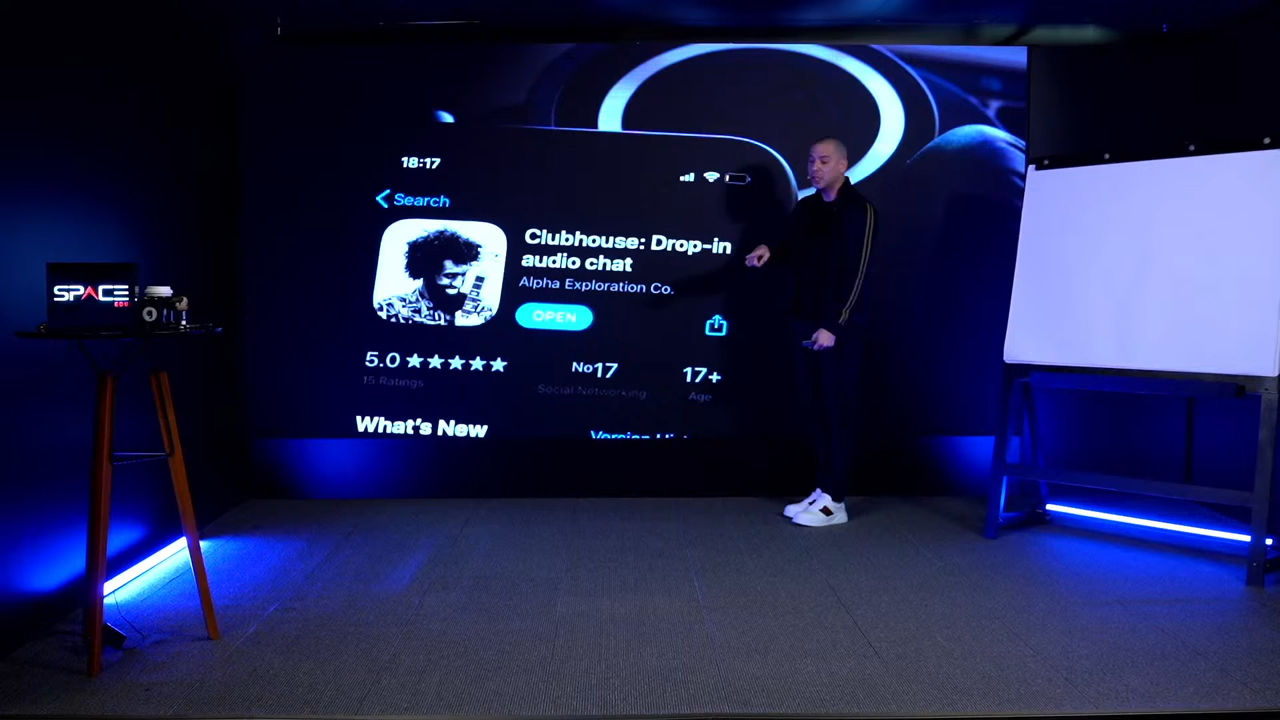 18:17
Search
Clubhouse: Drop-in
audio chat
Alpha Exploration Co.
OPEN
5.0
No17
17+
15 Ratings
Social Networking
Age
What's New
SPACE
EDU